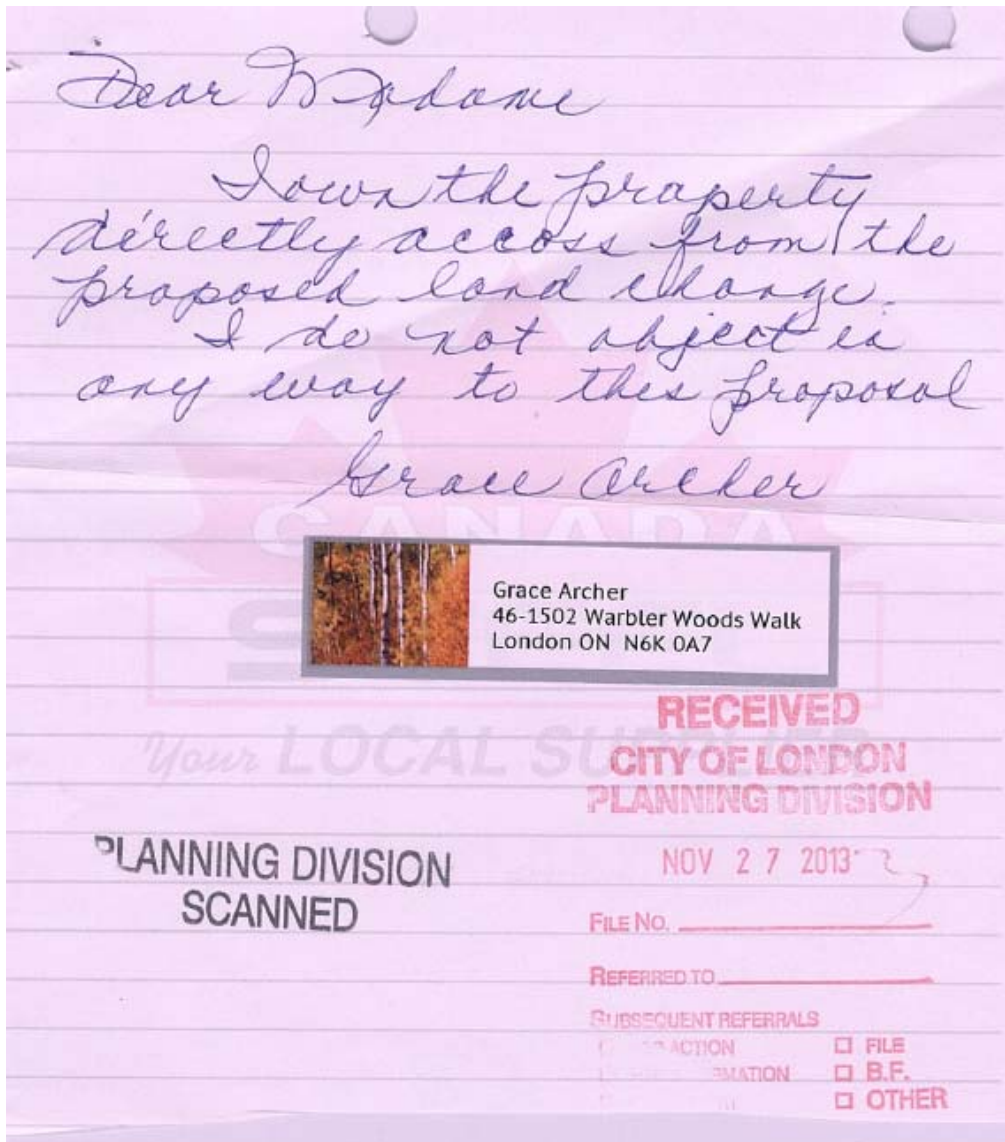 Dear Madame
I own the property
directly accoss from the
proposed land change.
I do not object in
any way to this proposal
Grace Archer
CANADA
Grace Archer
46-1502 Warbler Woods Walk
London ON N6K 0A7
Your LOCAL
RECEIVED
CITY OF LONDON
PLANNING DIVISION
NOV 27 2013
PLANNING DIVISION
SCANNED
FILE NO.
REFERRED TO
SUBSEQUENT REFERRALS
ACTION □ FILE
□ B.F.
□ OTHER